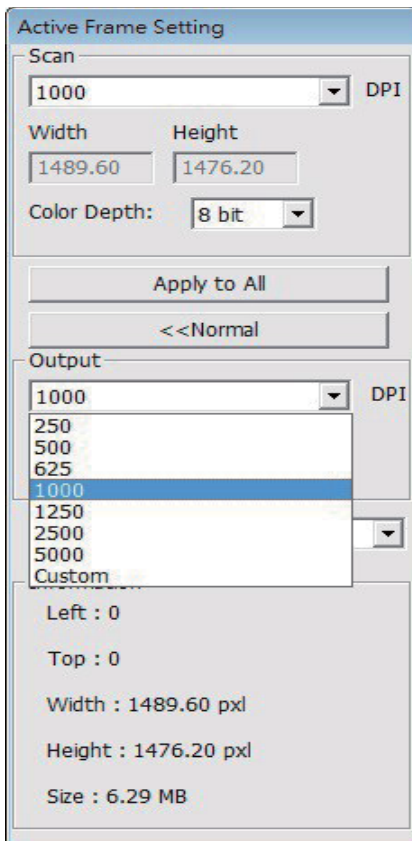 Active Frame Setting
Scan
1000 DPI
Width Height
1489.60 1476.20
Color Depth: 8 bit
Apply to All
<<Normal
Output
1000 DPI
250
500
625
1000
1250
2500
5000
Custom
Left : 0
Top : 0
Width : 1489.60 pxl
Height : 1476.20 pxl
Size : 6.29 MB